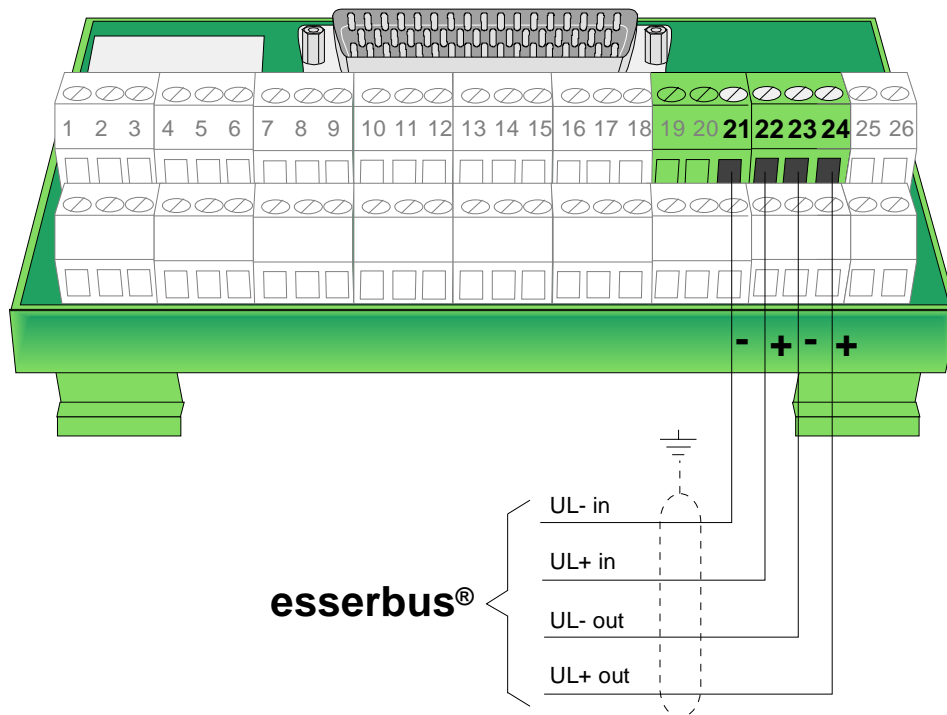 1 2 3 4 5 6 7 8 9 10 11 12 13 14 15 16 17 18 19 20 21 22 23 24 25 26
- + - +
UL- in
UL+ in
esserbus®
UL- out
UL+ out